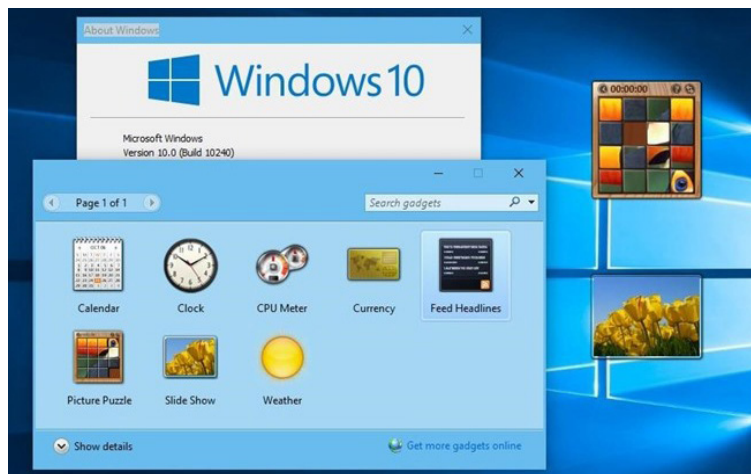 About Windows
Windows 10
Microsoft Windows
Version 10.0 (Build 10240)
00:00:00
Page 1 of 1
Search gadgets
OCT 06
Calendar
Clock
CPU Meter
Currency
Feed Headlines
Picture Puzzle
Slide Show
Weather
Show details
Get more gadgets online